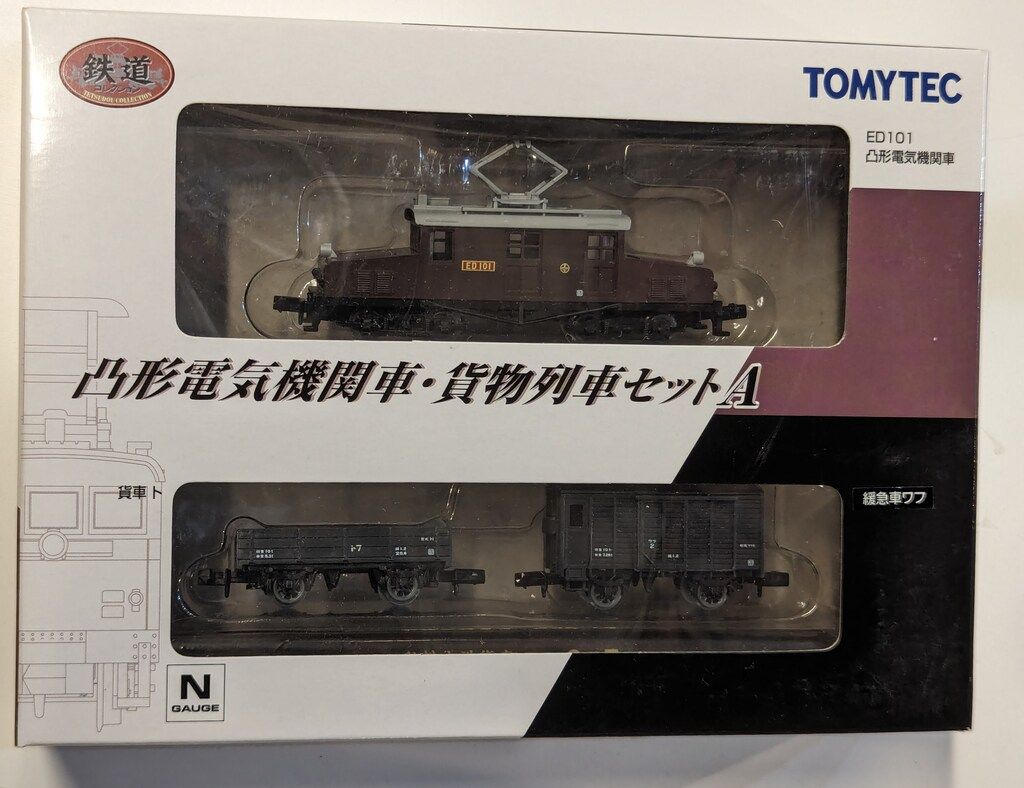 鉄道
コレクション
TETSUDOU COLLECTION
TOMYTEC
ED101
凸形電気機関車
ED101
凸形電気機関車・貨物列車セットA
貨車ト
緩急車ワフ
ト7
N
GAUGE